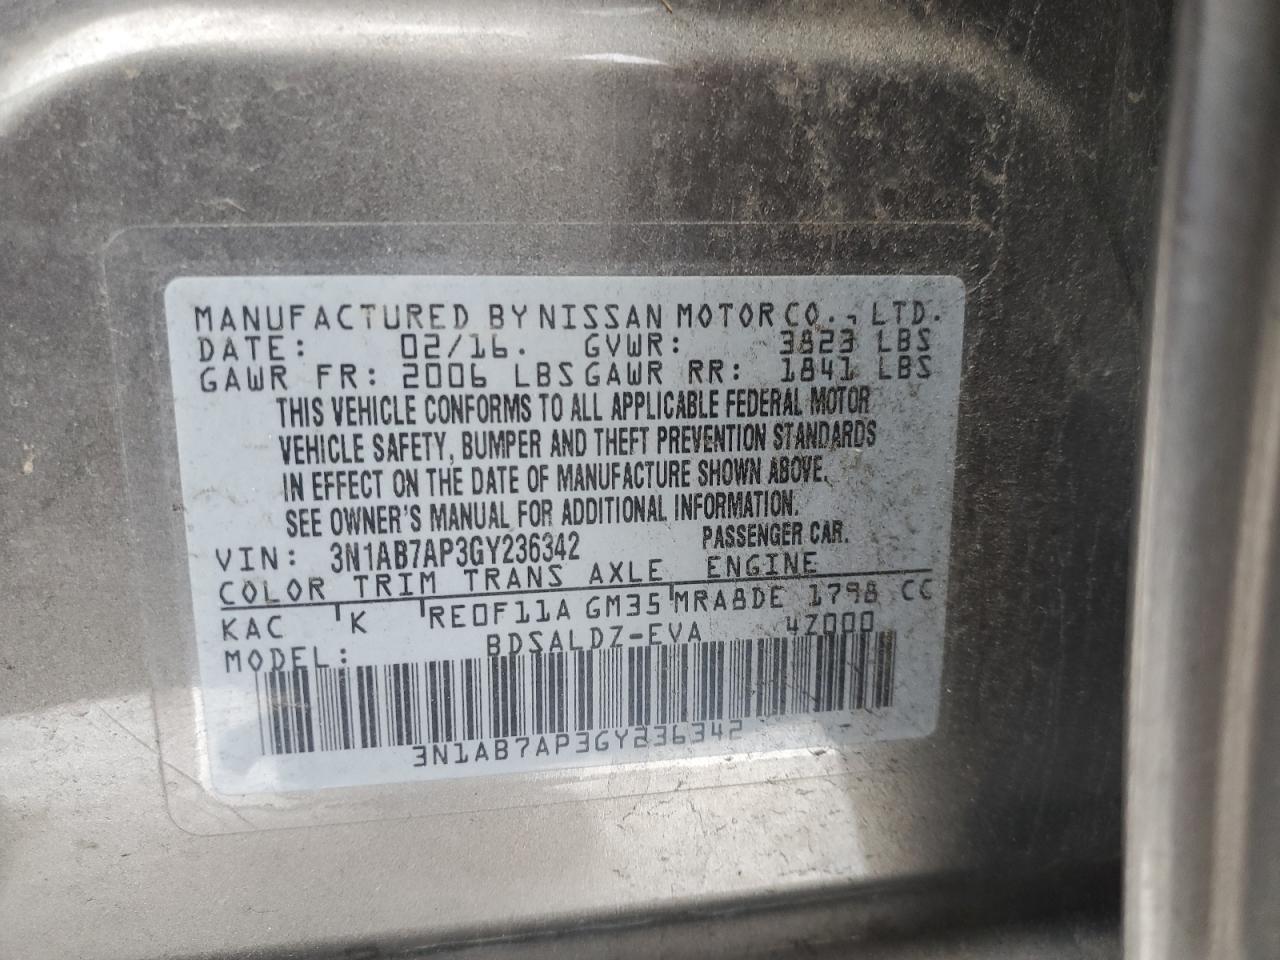 MANUFACTURED BY NISSAN MOTOR CO., LTD.
DATE: 02/16. GVWR: 3823 LBS
GAWR FR: 2006 LBS GAWR RR: 1841 LBS
THIS VEHICLE CONFORMS TO ALL APPLICABLE FEDERAL MOTOR
VEHICLE SAFETY, BUMPER AND THEFT PREVENTION STANDARDS
IN EFFECT ON THE DATE OF MANUFACTURE SHOWN ABOVE.
SEE OWNER'S MANUAL FOR ADDITIONAL INFORMATION.
VIN: 3N1AB7AP3GY236342 PASSENGER CAR.
COLOR TRIM TRANS AXLE ENGINE
KAC K RE0F11A GM35 MRA8DE 1798 CC
MODEL: BDSALDZ-EVA 4Z000
3N1AB7AP3GY236342 -